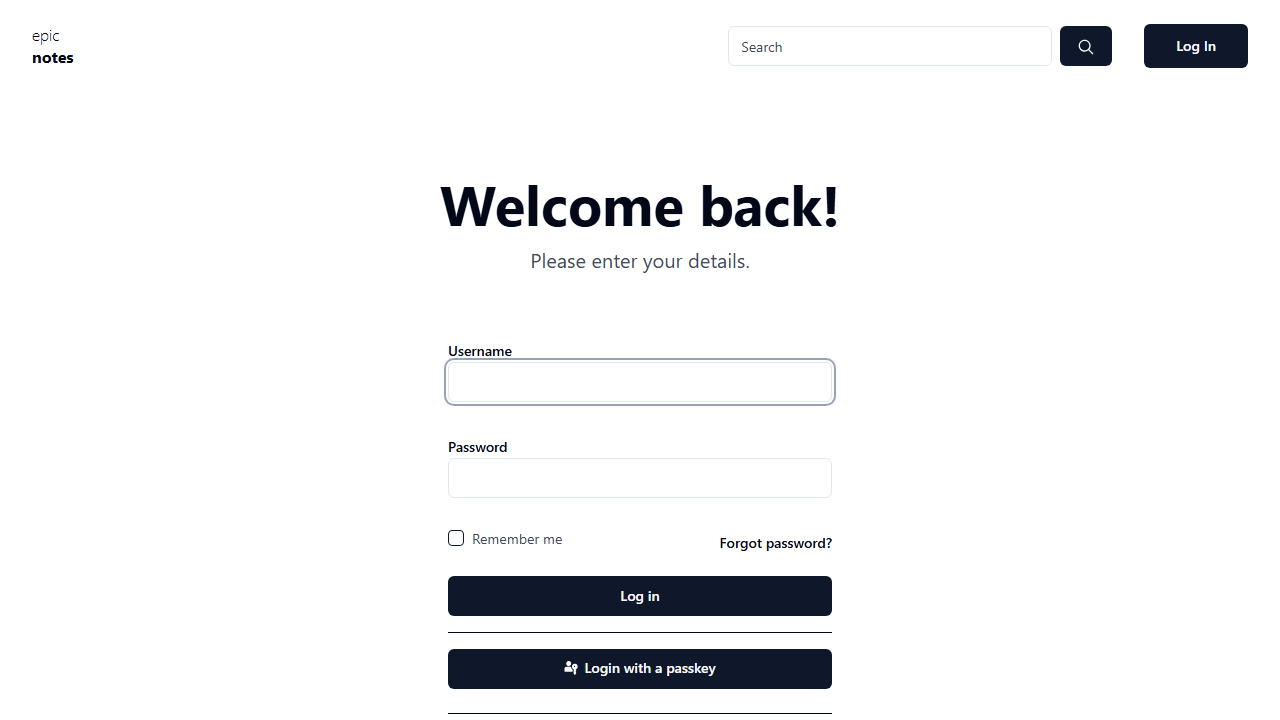 epic
notes
Search
Log In
Welcome back!
Please enter your details.
Username
Password
Remember me
Forgot password?
Log in
Login with a passkey